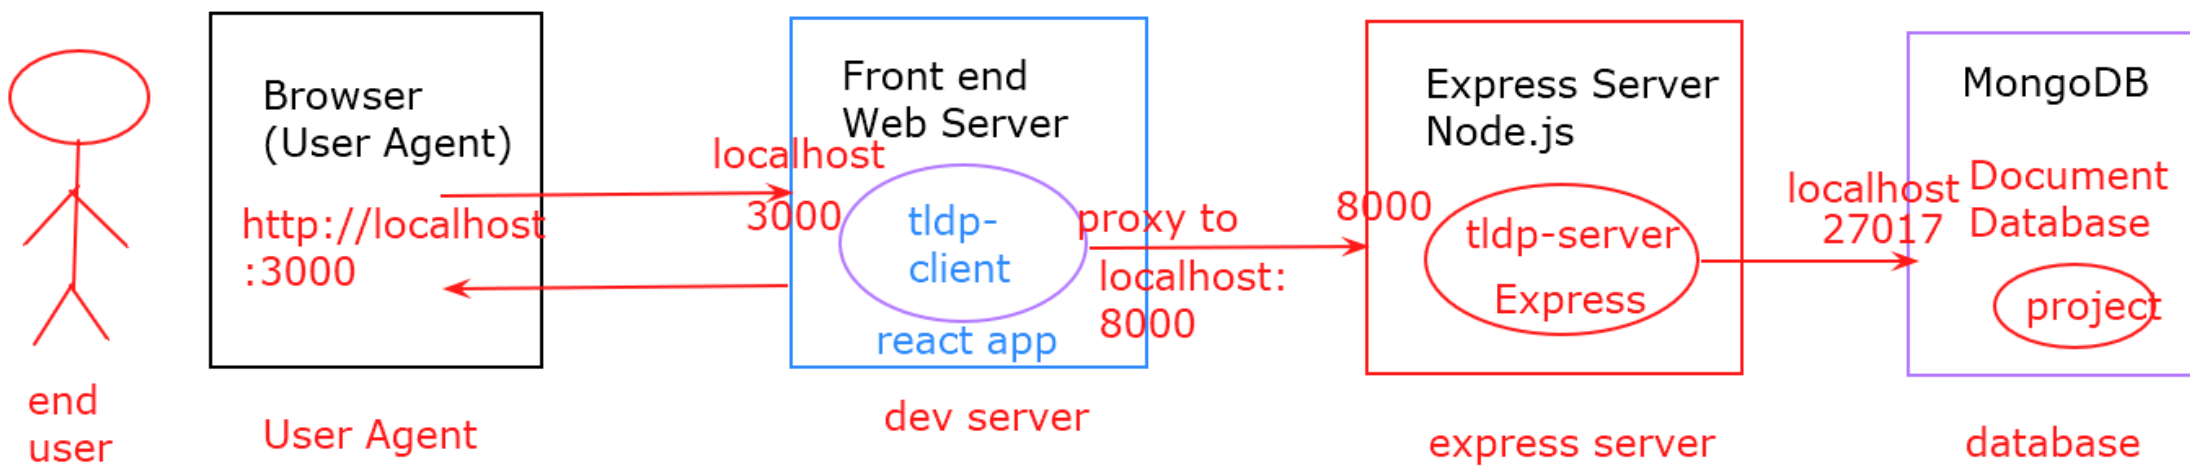 end
user
Browser
(User Agent)
http://localhost
:3000
User Agent
localhost
3000
Front end
Web Server
tldp-
client
react app
dev server
proxy to
localhost:
8000
8000
Express Server
Node.js
tldp-server
Express
express server
localhost
27017
MongoDB
Document
Database
project
database